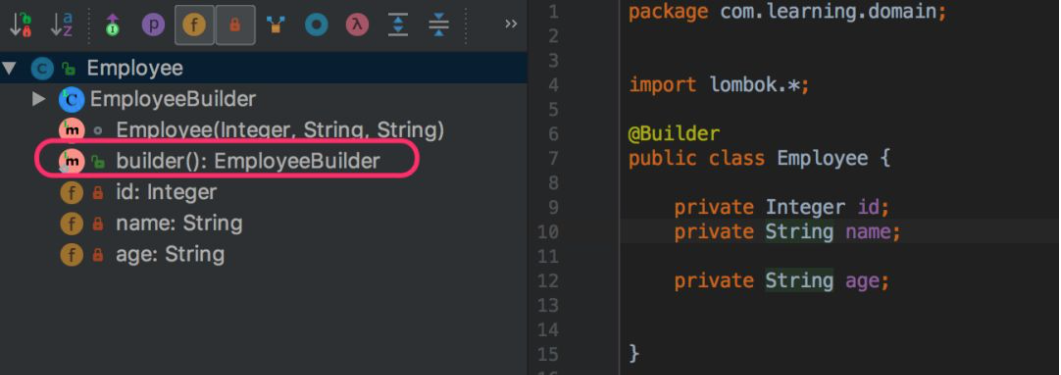 Employee
EmployeeBuilder
Employee(Integer, String, String)
builder(): EmployeeBuilder
id: Integer
name: String
age: String
1 package com.learning.domain;
2
3
4 import lombok.*;
5
6 @Builder
7 public class Employee {
8
9 private Integer id;
10 private String name;
11
12 private String age;
13
14
15 }
16